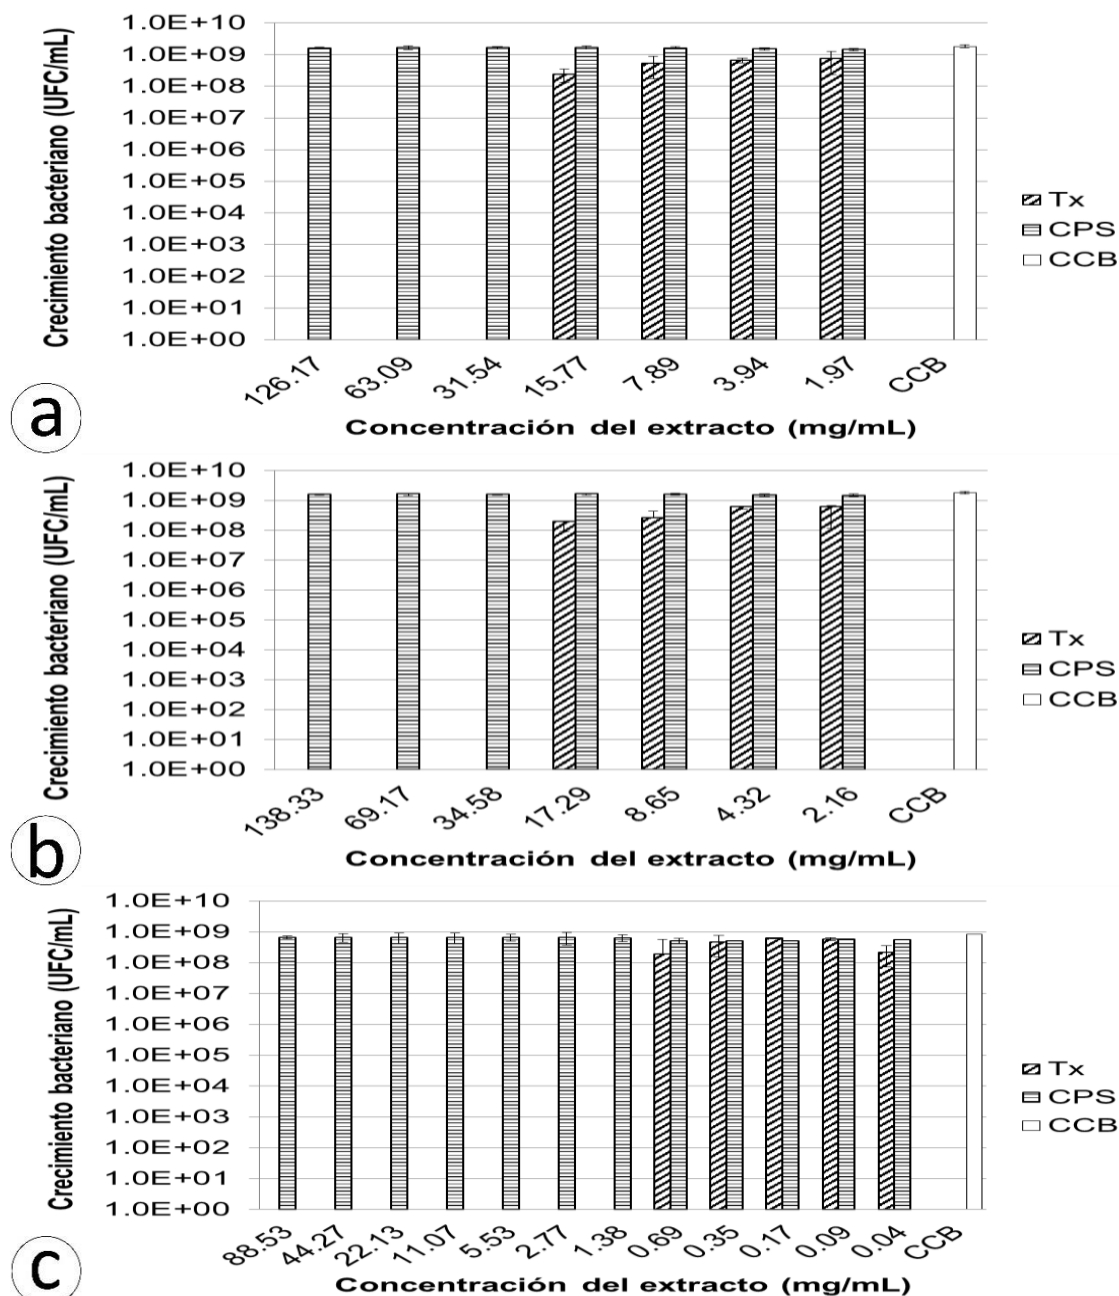 Crecimiento bacteriano (UFC/mL)
1.0E+10
1.0E+09
1.0E+08
1.0E+07
1.0E+06
1.0E+05
1.0E+04
1.0E+03
1.0E+02
1.0E+01
1.0E+00
126.17 63.09 31.54 15.77 7.89 3.94 1.97 CCB
Concentración del extracto (mg/mL)
Tx
CPS
CCB
a
Crecimiento bacteriano (UFC/mL)
1.0E+10
1.0E+09
1.0E+08
1.0E+07
1.0E+06
1.0E+05
1.0E+04
1.0E+03
1.0E+02
1.0E+01
1.0E+00
138.33 69.17 34.58 17.29 8.65 4.32 2.16 CCB
Concentración del extracto (mg/mL)
Tx
CPS
CCB
b
Crecimiento bacteriano (UFC/mL)
1.0E+10
1.0E+09
1.0E+08
1.0E+07
1.0E+06
1.0E+05
1.0E+04
1.0E+03
1.0E+02
1.0E+01
1.0E+00
88.53 44.27 22.13 11.07 5.53 2.77 1.38 0.69 0.35 0.17 0.09 0.04 CCB
Concentración del extracto (mg/mL)
Tx
CPS
CCB
c